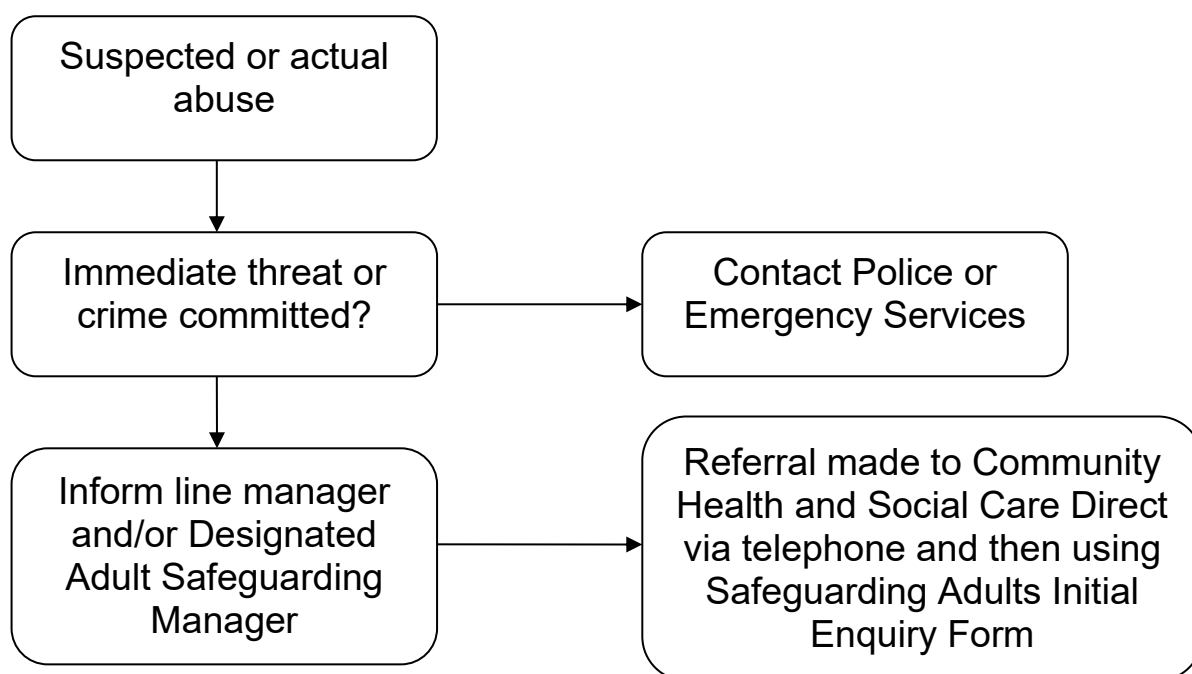 Suspected or actual
abuse
Immediate threat or
crime committed?
Contact Police or
Emergency Services
Inform line manager
and/or Designated
Adult Safeguarding
Manager
Referral made to Community
Health and Social Care Direct
via telephone and then using
Safeguarding Adults Initial
Enquiry Form